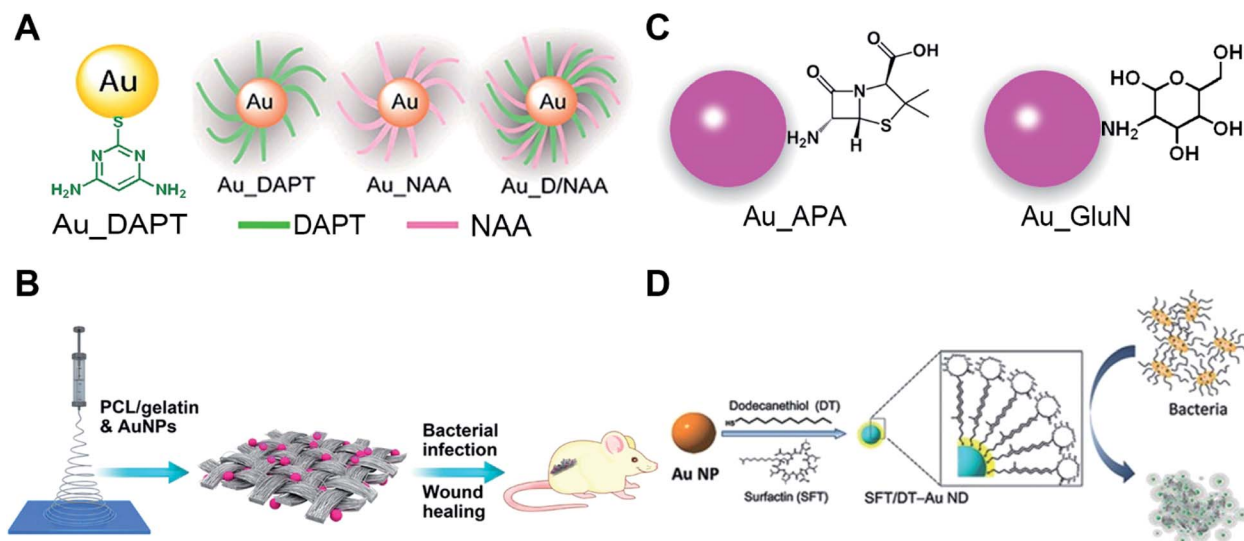 A
Au
S
N
N
H₂N
NH₂
Au_DAPT
Au
Au
Au
Au_DAPT
Au_NAA
Au_D/NAA
DAPT
NAA
C
O
OH
O
N
H₂N
S
H
Au_APA
OH
HO
O
NH₂
OH
OH
Au_GluN
B
PCL/gelatin
& AuNPs
Bacterial
infection
Wound
healing
D
Au NP
Dodecanethiol (DT)
HS
Surfactin (SFT)
SFT/DT–Au ND
Bacteria